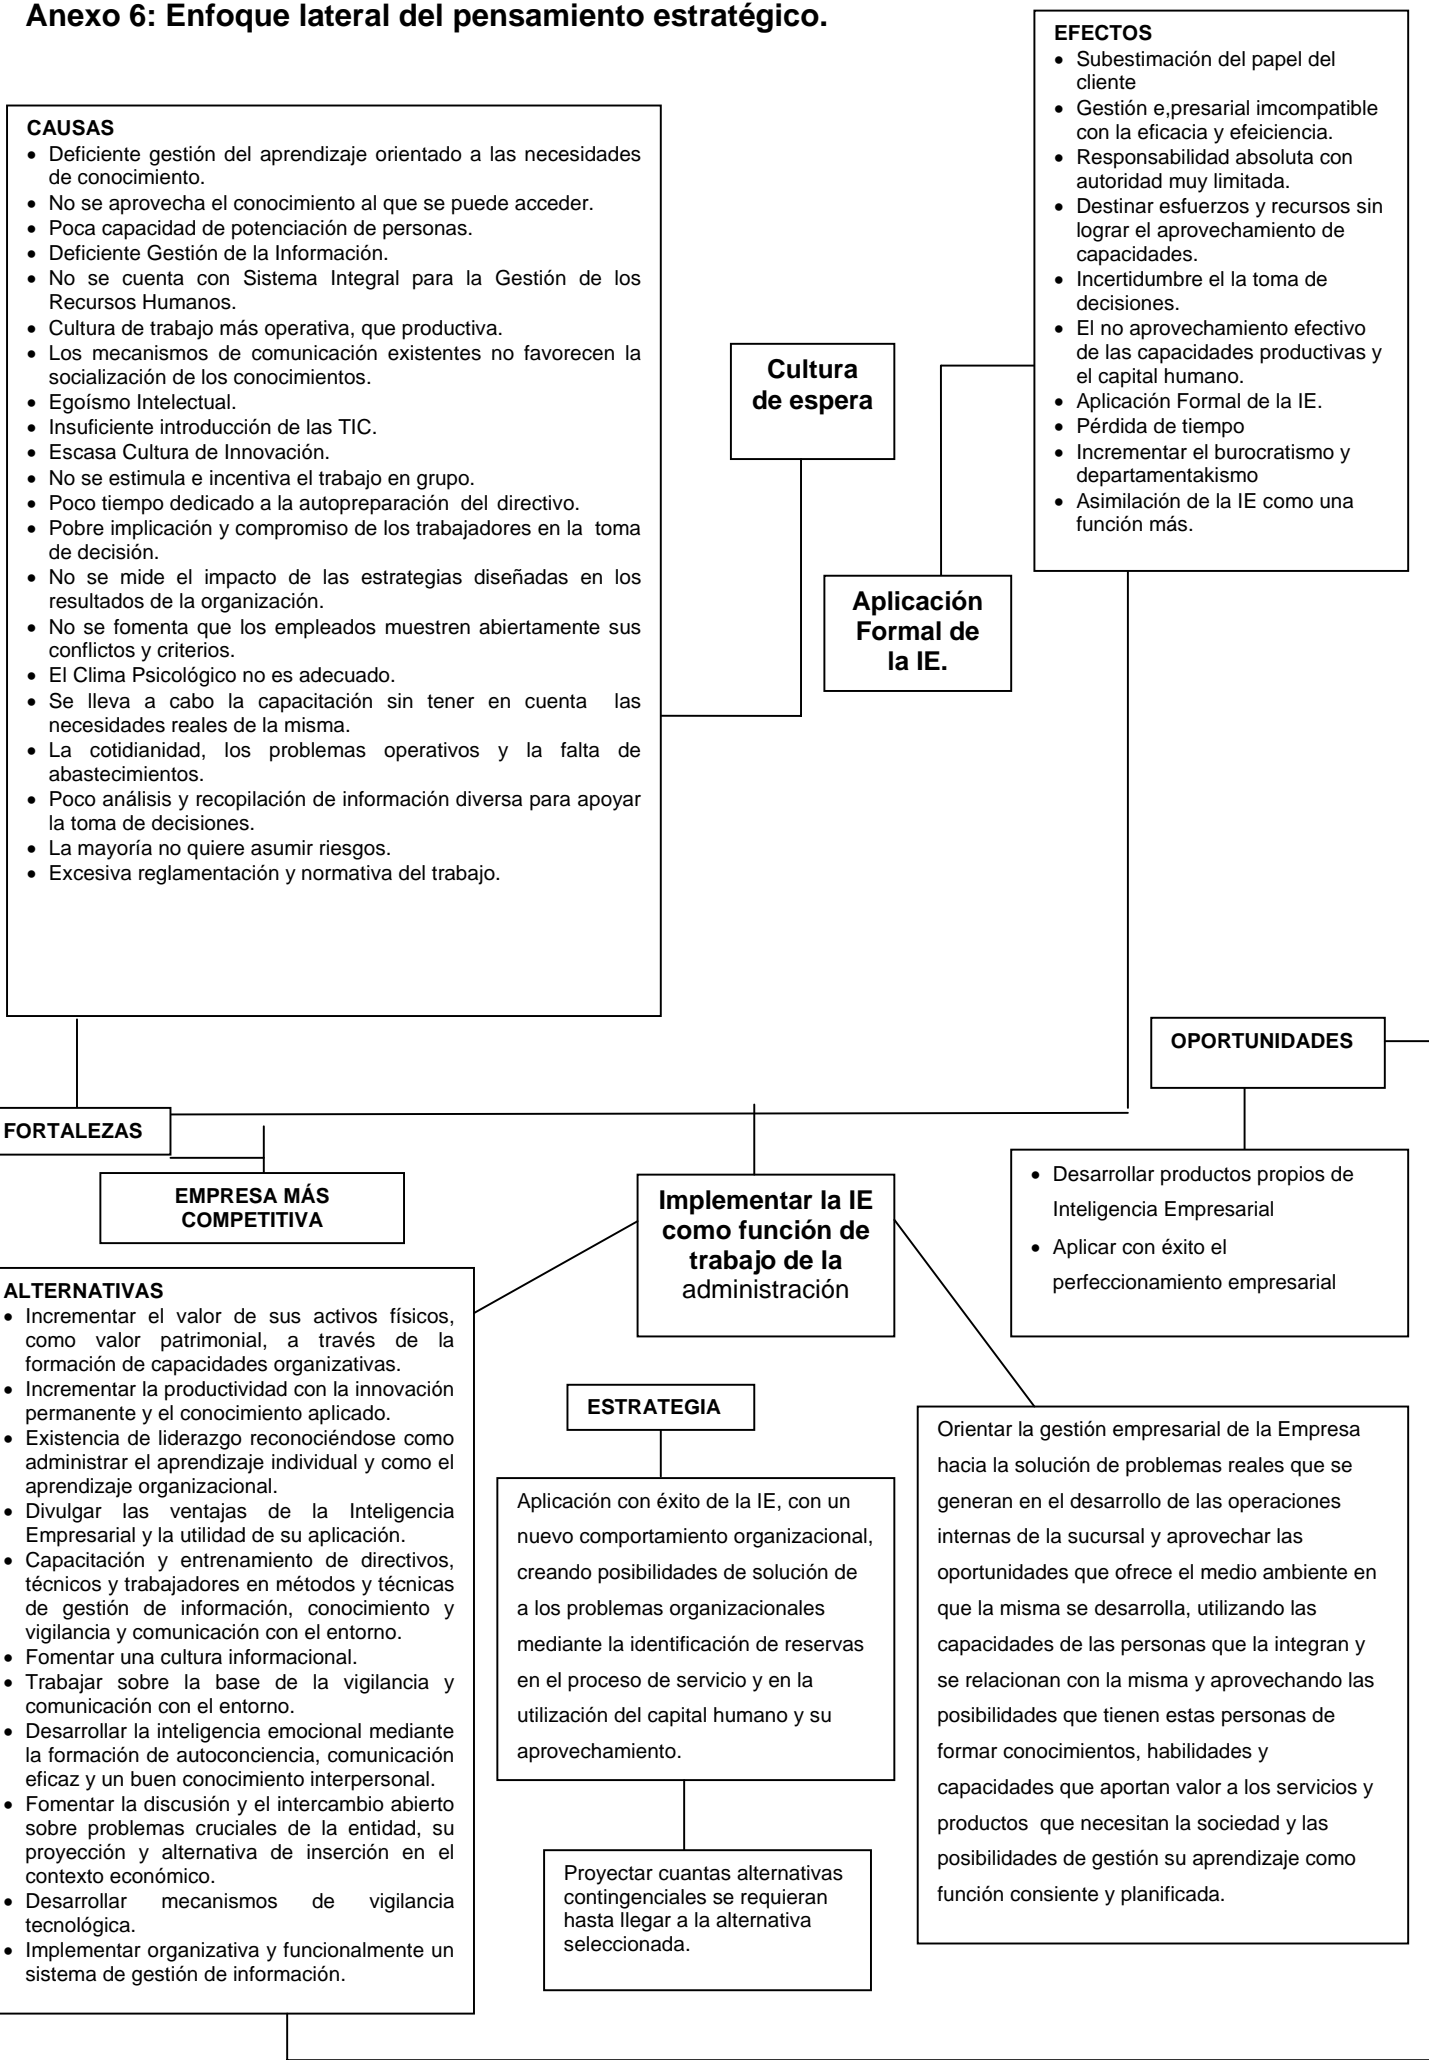 Anexo 6: Enfoque lateral del pensamiento estratégico.
EFECTOS
• Subestimación del papel del
cliente
• Gestión e,presarial imcompatible
con la eficacia y efeiciencia.
• Responsabilidad absoluta con
autoridad muy limitada.
• Destinar esfuerzos y recursos sin
lograr el aprovechamiento de
capacidades.
• Incertidumbre el la toma de
decisiones.
• El no aprovechamiento efectivo
de las capacidades productivas y
el capital humano.
• Aplicación Formal de la IE.
• Pérdida de tiempo
• Incrementar el burocratismo y
departamentakismo
• Asimilación de la IE como una
función más.
CAUSAS
• Deficiente gestión del aprendizaje orientado a las necesidades
de conocimiento.
• No se aprovecha el conocimiento al que se puede acceder.
• Poca capacidad de potenciación de personas.
• Deficiente Gestión de la Información.
• No se cuenta con Sistema Integral para la Gestión de los
Recursos Humanos.
• Cultura de trabajo más operativa, que productiva.
• Los mecanismos de comunicación existentes no favorecen la
socialización de los conocimientos.
• Egoísmo Intelectual.
• Insuficiente introducción de las TIC.
• Escasa Cultura de Innovación.
• No se estimula e incentiva el trabajo en grupo.
• Poco tiempo dedicado a la autopreparación del directivo.
• Pobre implicación y compromiso de los trabajadores en la toma
de decisión.
• No se mide el impacto de las estrategias diseñadas en los
resultados de la organización.
• No se fomenta que los empleados muestren abiertamente sus
conflictos y criterios.
• El Clima Psicológico no es adecuado.
• Se lleva a cabo la capacitación sin tener en cuenta las
necesidades reales de la misma.
• La cotidianidad, los problemas operativos y la falta de
abastecimientos.
• Poco análisis y recopilación de información diversa para apoyar
la toma de decisiones.
• La mayoría no quiere asumir riesgos.
• Excesiva reglamentación y normativa del trabajo.
Cultura
de espera
Aplicación
Formal de
la IE.
OPORTUNIDADES
FORTALEZAS
EMPRESA MÁS
COMPETITIVA
Implementar la IE
como función de
trabajo de la
administración
• Desarrollar productos propios de
Inteligencia Empresarial
• Aplicar con éxito el
perfeccionamiento empresarial
ALTERNATIVAS
• Incrementar el valor de sus activos físicos,
como valor patrimonial, a través de la
formación de capacidades organizativas.
• Incrementar la productividad con la innovación
permanente y el conocimiento aplicado.
• Existencia de liderazgo reconociéndose como
administrar el aprendizaje individual y como el
aprendizaje organizacional.
• Divulgar las ventajas de la Inteligencia
Empresarial y la utilidad de su aplicación.
• Capacitación y entrenamiento de directivos,
técnicos y trabajadores en métodos y técnicas
de gestión de información, conocimiento y
vigilancia y comunicación con el entorno.
• Fomentar una cultura informacional.
• Trabajar sobre la base de la vigilancia y
comunicación con el entorno.
• Desarrollar la inteligencia emocional mediante
la formación de autoconciencia, comunicación
eficaz y un buen conocimiento interpersonal.
• Fomentar la discusión y el intercambio abierto
sobre problemas cruciales de la entidad, su
proyección y alternativa de inserción en el
contexto económico.
• Desarrollar mecanismos de vigilancia
tecnológica.
• Implementar organizativa y funcionalmente un
sistema de gestión de información.
ESTRATEGIA
Aplicación con éxito de la IE, con un
nuevo comportamiento organizacional,
creando posibilidades de solución de
a los problemas organizacionales
mediante la identificación de reservas
en el proceso de servicio y en la
utilización del capital humano y su
aprovechamiento.
Proyectar cuantas alternativas
contingenciales se requieran
hasta llegar a la alternativa
seleccionada.
Orientar la gestión empresarial de la Empresa
hacia la solución de problemas reales que se
generan en el desarrollo de las operaciones
internas de la sucursal y aprovechar las
oportunidades que ofrece el medio ambiente en
que la misma se desarrolla, utilizando las
capacidades de las personas que la integran y
se relacionan con la misma y aprovechando las
posibilidades que tienen estas personas de
formar conocimientos, habilidades y
capacidades que aportan valor a los servicios y
productos que necesitan la sociedad y las
posibilidades de gestión su aprendizaje como
función consiente y planificada.